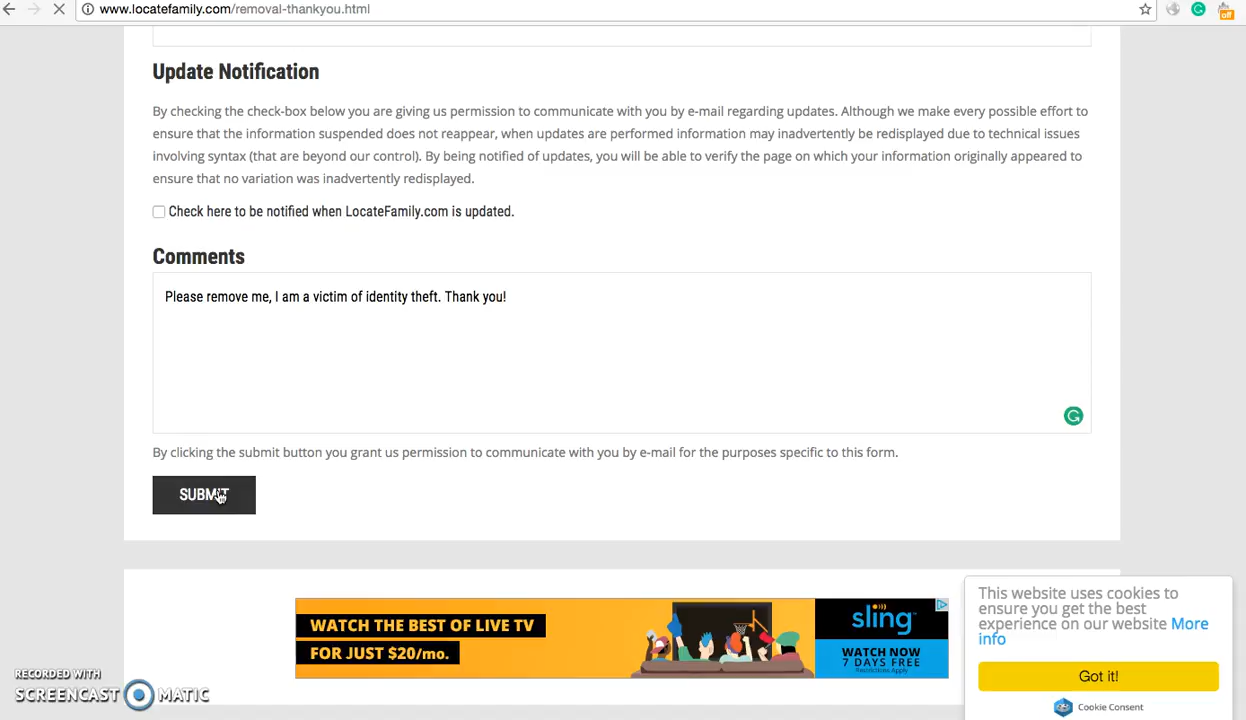 www.locatefamily.com/removal-thankyou.html
off
Update Notification
By checking the check-box below you are giving us permission to communicate with you by e-mail regarding updates. Although we make every possible effort to
ensure that the information suspended does not reappear, when updates are performed information may inadvertently be redisplayed due to technical issues
involving syntax (that are beyond our control). By being notified of updates, you will be able to verify the page on which your information originally appeared to
ensure that no variation was inadvertently redisplayed.
Check here to be notified when LocateFamily.com is updated.
Comments
Please remove me, I am a victim of identity theft. Thank you!
By clicking the submit button you grant us permission to communicate with you by e-mail for the purposes specific to this form.
SUBMIT
WATCH THE BEST OF LIVE TV
FOR JUST $20/mo.
sling
WATCH NOW
7 DAYS FREE
Restrictions Apply
This website uses cookies to
ensure you get the best
experience on our website More
info
Got it!
Cookie Consent
RECORDED WITH
SCREENCAST MATIC